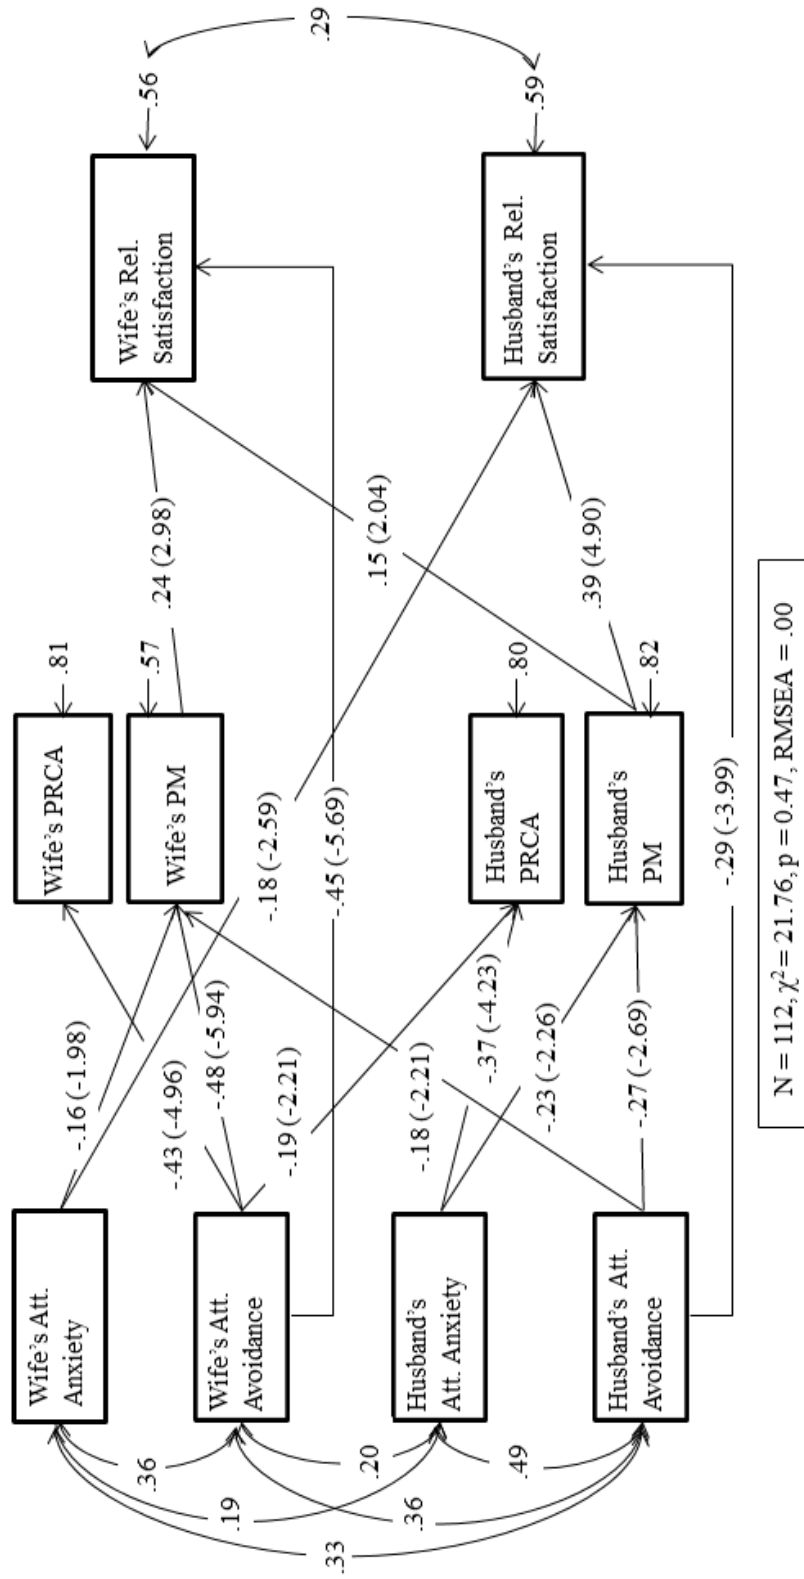 Wife's Att.
Anxiety
Wife's Att.
Avoidance
Husband's
Att. Anxiety
Husband's Att.
Avoidance
.36
.19
.33
.20
.36
.49
-.16 (-1.98)
-.43 (-4.96)
-.48 (-5.94)
-.19 (-2.21)
-.18 (-2.21)
-.37 (-4.23)
-.23 (-2.26)
-.27 (-2.69)
-.18 (-2.59)
-.45 (-5.69)
-.29 (-3.99)
Wife's PRCA
.81
Wife's PM
.57
Husband's
PRCA
.80
Husband's
PM
.82
.24 (2.98)
.15 (2.04)
.39 (4.90)
Wife's Rel.
Satisfaction
.56
Husband's Rel.
Satisfaction
.59
.29
N = 112, χ² = 21.76, p = 0.47, RMSEA = .00